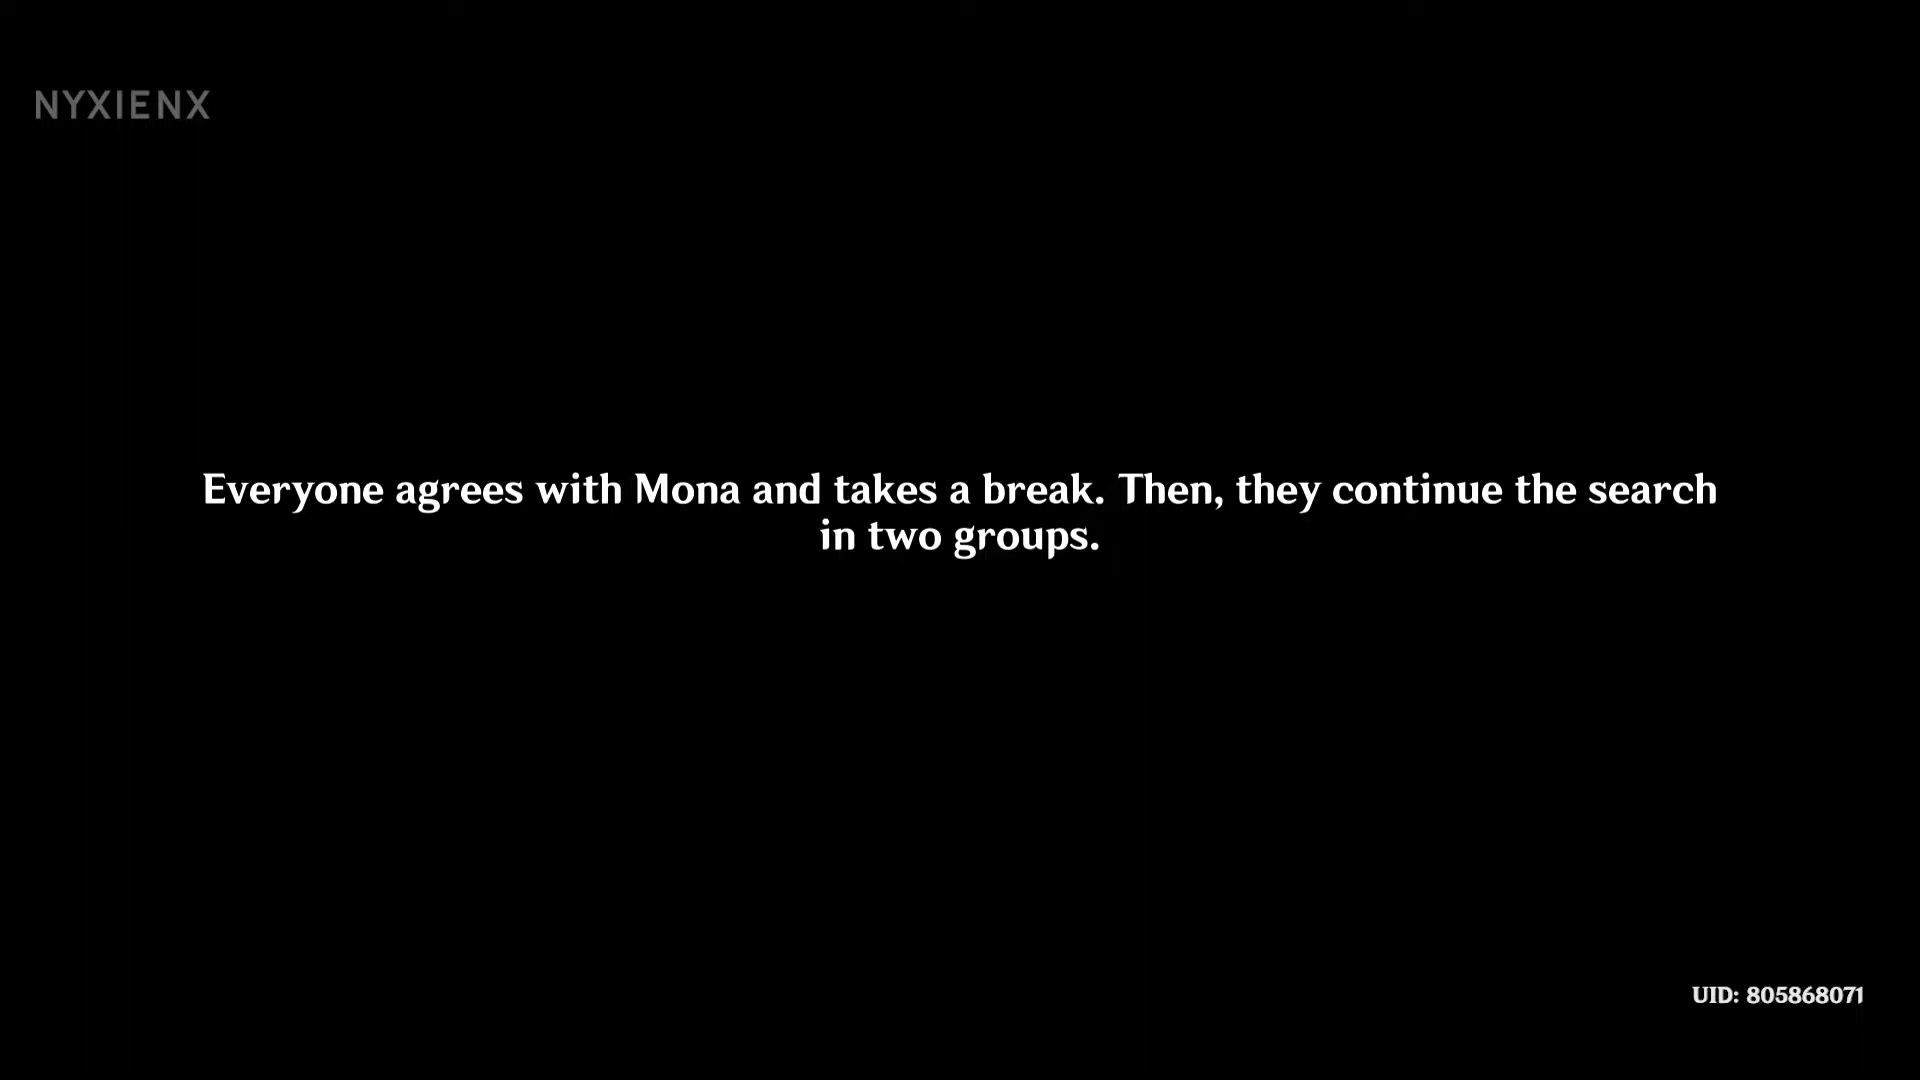 NYXIENX
Everyone agrees with Mona and takes a break. Then, they continue the search
in two groups.
UID: 805868071